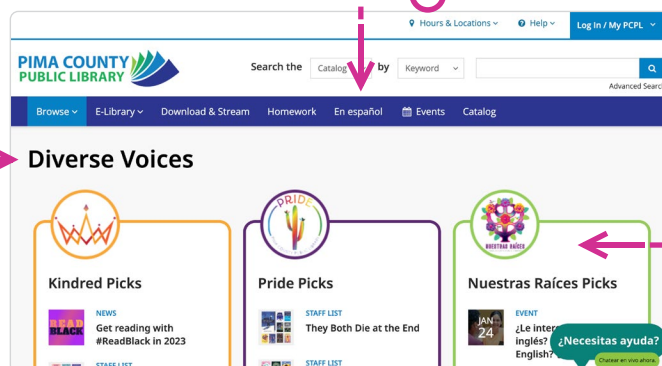 Hours & Locations
Help
Log In / My PCPL
PIMA COUNTY
PUBLIC LIBRARY
Search the
Catalog
by
Keyword
Advanced Search
Browse
E-Library
Download & Stream
Homework
En español
Events
Catalog
Diverse Voices
PRIDE
NUESTRAS RAÍCES
Kindred Picks
Pride Picks
Nuestras Raíces Picks
READ
BLACK
NEWS
Get reading with
#ReadBlack in 2023
STAFF LIST
STAFF LIST
They Both Die at the End
STAFF LIST
JAN
24
EVENT
¿Le
inglés?
English?
¿Necesitas ayuda?
Chatear en vivo ahora.